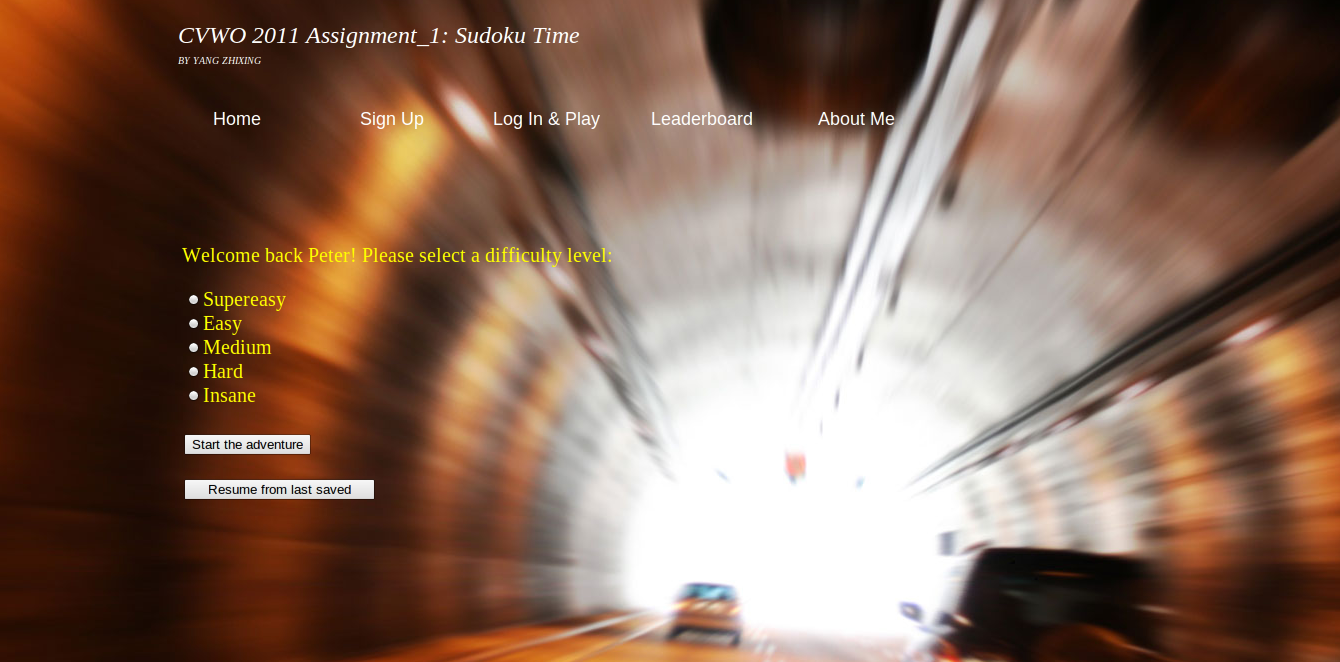 CVWO 2011 Assignment_1: Sudoku Time
BY YANG ZHIXING
Home Sign Up Log In & Play Leaderboard About Me
Welcome back Peter! Please select a difficulty level:
Supereasy
Easy
Medium
Hard
Insane
Start the adventure
Resume from last saved